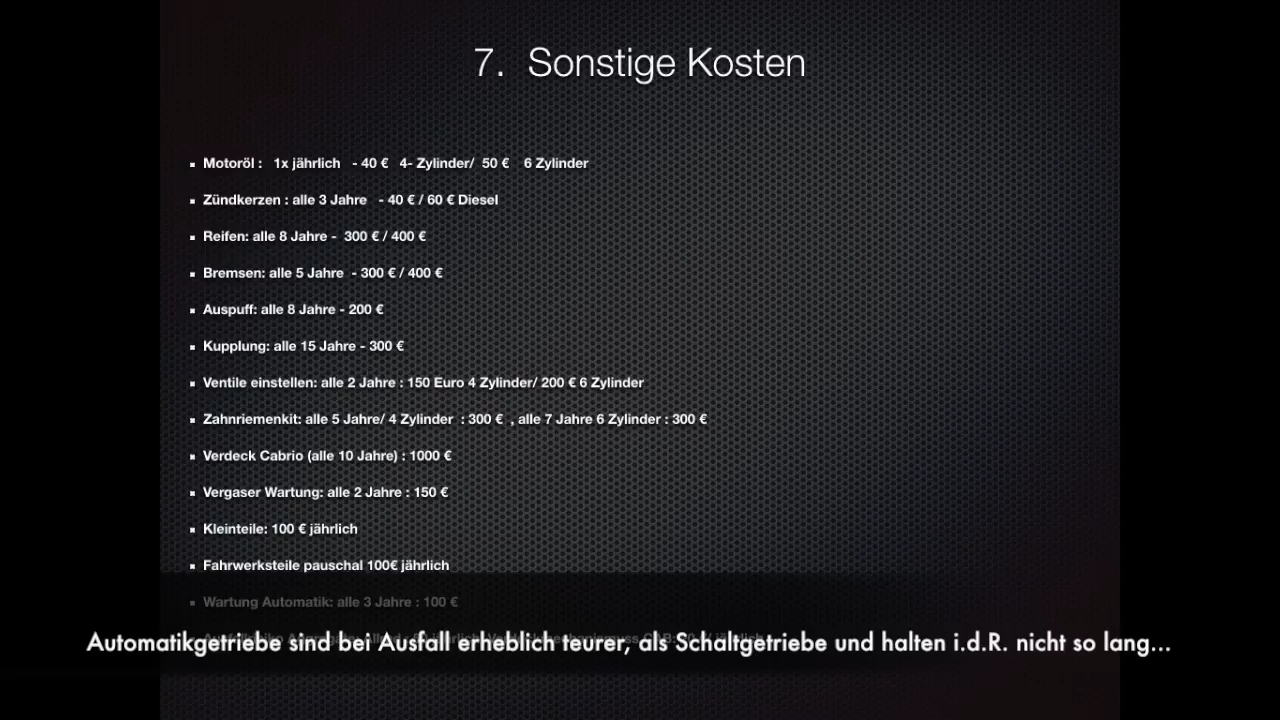 7. Sonstige Kosten
▪ Motoröl : 1x jährlich - 40 € 4- Zylinder/ 50 € 6 Zylinder
▪ Zündkerzen : alle 3 Jahre - 40 € / 60 € Diesel
▪ Reifen: alle 8 Jahre - 300 € / 400 €
▪ Bremsen: alle 5 Jahre - 300 € / 400 €
▪ Auspuff: alle 8 Jahre - 200 €
▪ Kupplung: alle 15 Jahre - 300 €
▪ Ventile einstellen: alle 2 Jahre : 150 Euro 4 Zylinder/ 200 € 6 Zylinder
▪ Zahnriemenkit: alle 5 Jahre/ 4 Zylinder : 300 € , alle 7 Jahre 6 Zylinder : 300 €
▪ Verdeck Cabrio (alle 10 Jahre) : 1000 €
▪ Vergaser Wartung: alle 2 Jahre : 150 €
▪ Kleinteile: 100 € jährlich
▪ Fahrwerksteile pauschal 100€ jährlich
▪ Wartung Automatik: alle 3 Jahre : 100 €
Automatikgetriebe sind bei Ausfall erheblich teurer, als Schaltgetriebe und halten i.d.R. nicht so lang...